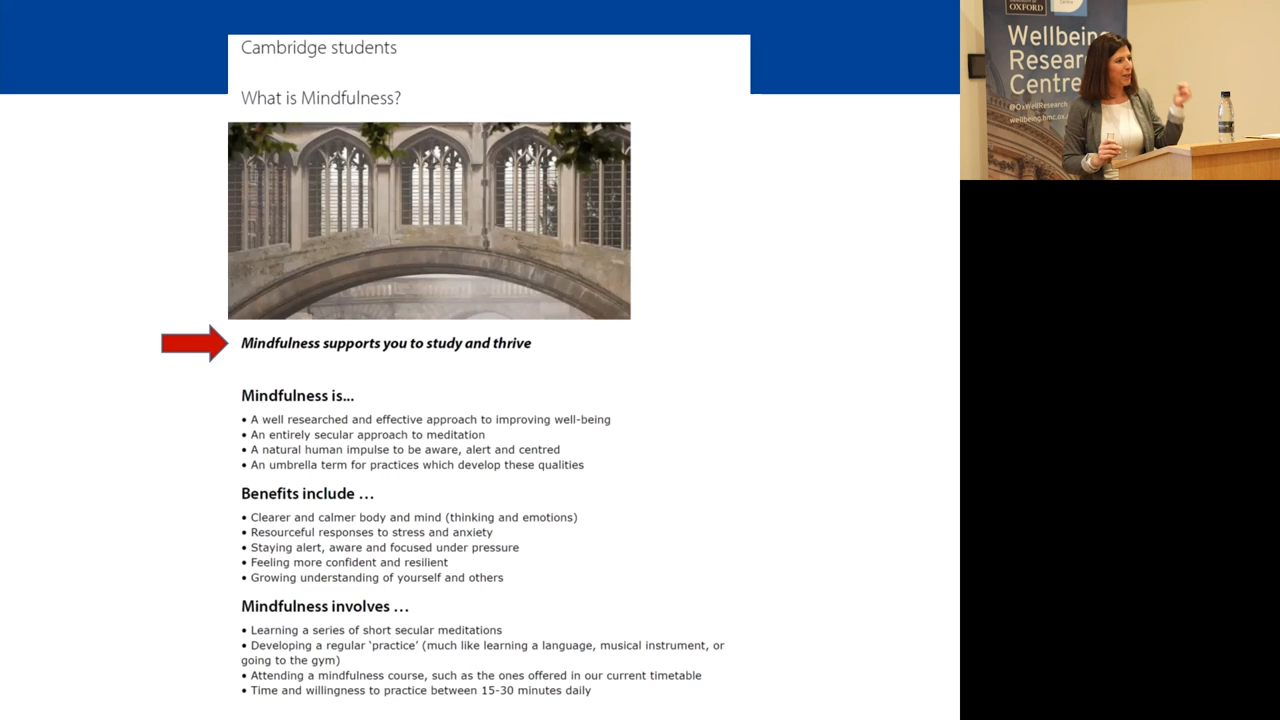 Cambridge students
What is Mindfulness?
Mindfulness supports you to study and thrive
Mindfulness is...
• A well researched and effective approach to improving well-being
• An entirely secular approach to meditation
• A natural human impulse to be aware, alert and centred
• An umbrella term for practices which develop these qualities
Benefits include …
• Clearer and calmer body and mind (thinking and emotions)
• Resourceful responses to stress and anxiety
• Staying alert, aware and focused under pressure
• Feeling more confident and resilient
• Growing understanding of yourself and others
Mindfulness involves …
• Learning a series of short secular meditations
• Developing a regular ‘practice’ (much like learning a language, musical instrument, or
going to the gym)
• Attending a mindfulness course, such as the ones offered in our current timetable
• Time and willingness to practice between 15-30 minutes daily
OXFORD
Centre
Wellbeing
Resear
Centre
@OxWellResearch
wellbeing.hmc.ox.